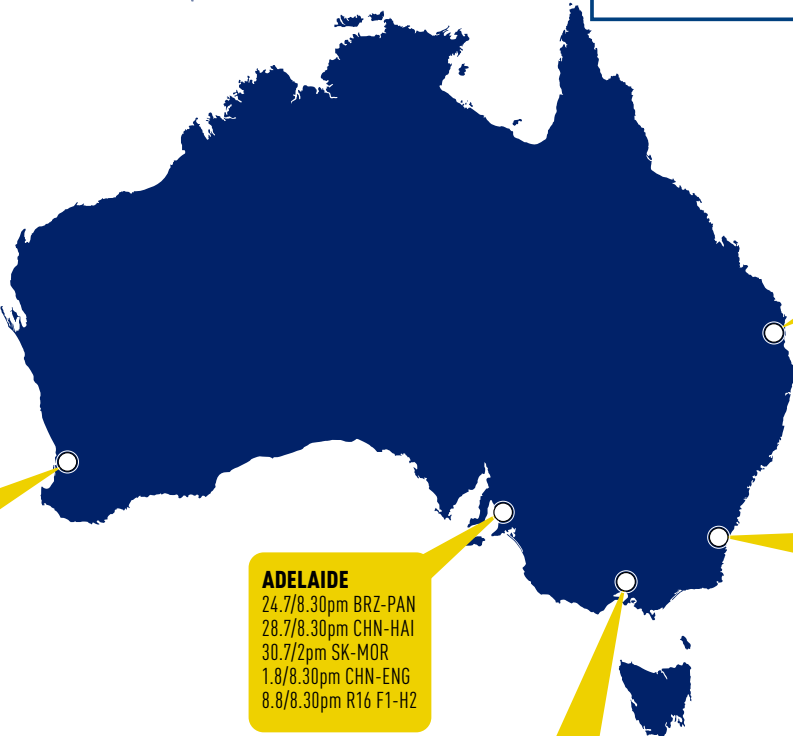 ADELAIDE
24.7/8.30pm BRZ-PAN
28.7/8.30pm CHN-HAI
30.7/2pm SK-MOR
1.8/8.30pm CHN-ENG
8.8/8.30pm R16 F1-H2